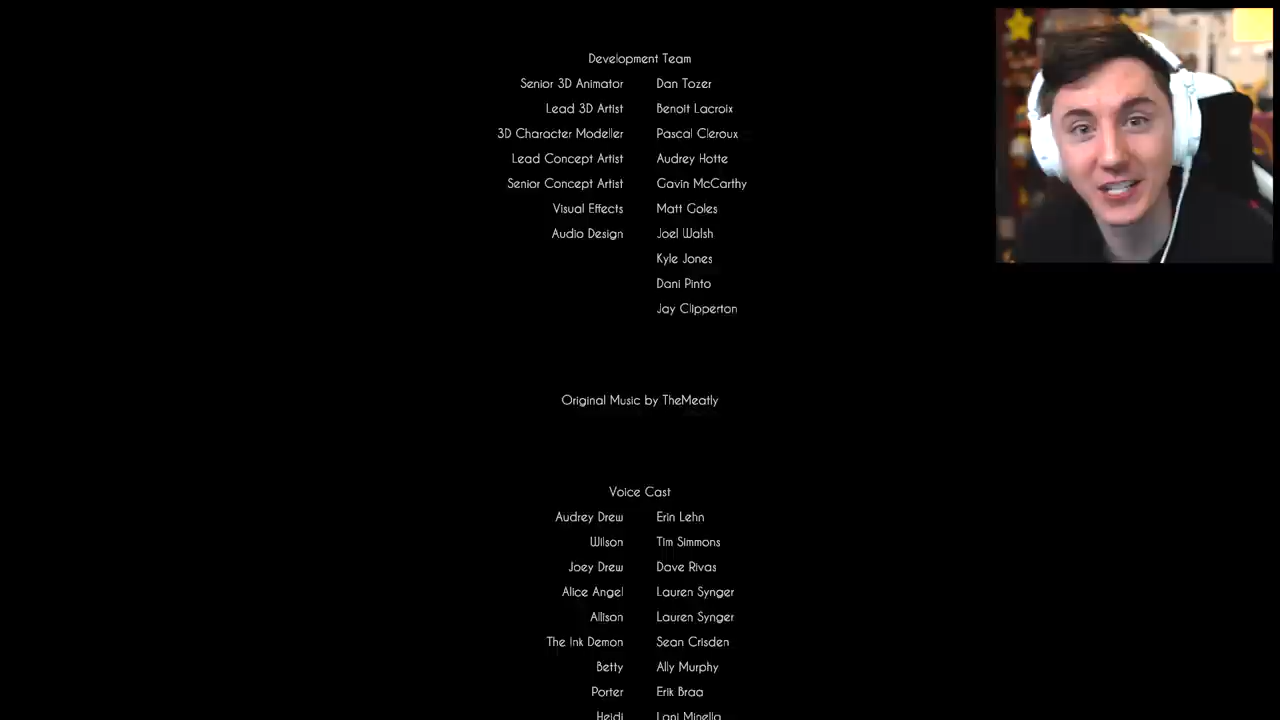 Development Team
Senior 3D Animator Dan Tozer
Lead 3D Artist Benoit Lacroix
3D Character Modeller Pascal Cleroux
Lead Concept Artist Audrey Hotte
Senior Concept Artist Gavin McCarthy
Visual Effects Matt Goles
Audio Design Joel Walsh
Kyle Jones
Dani Pinto
Jay Clipperton
Original Music by TheMeatly
Voice Cast
Audrey Drew Erin Lehn
Wilson Tim Simmons
Joey Drew Dave Rivas
Alice Angel Lauren Synger
Allison Lauren Synger
The Ink Demon Sean Crisden
Betty Ally Murphy
Porter Erik Braa
Heidi Lani Minella